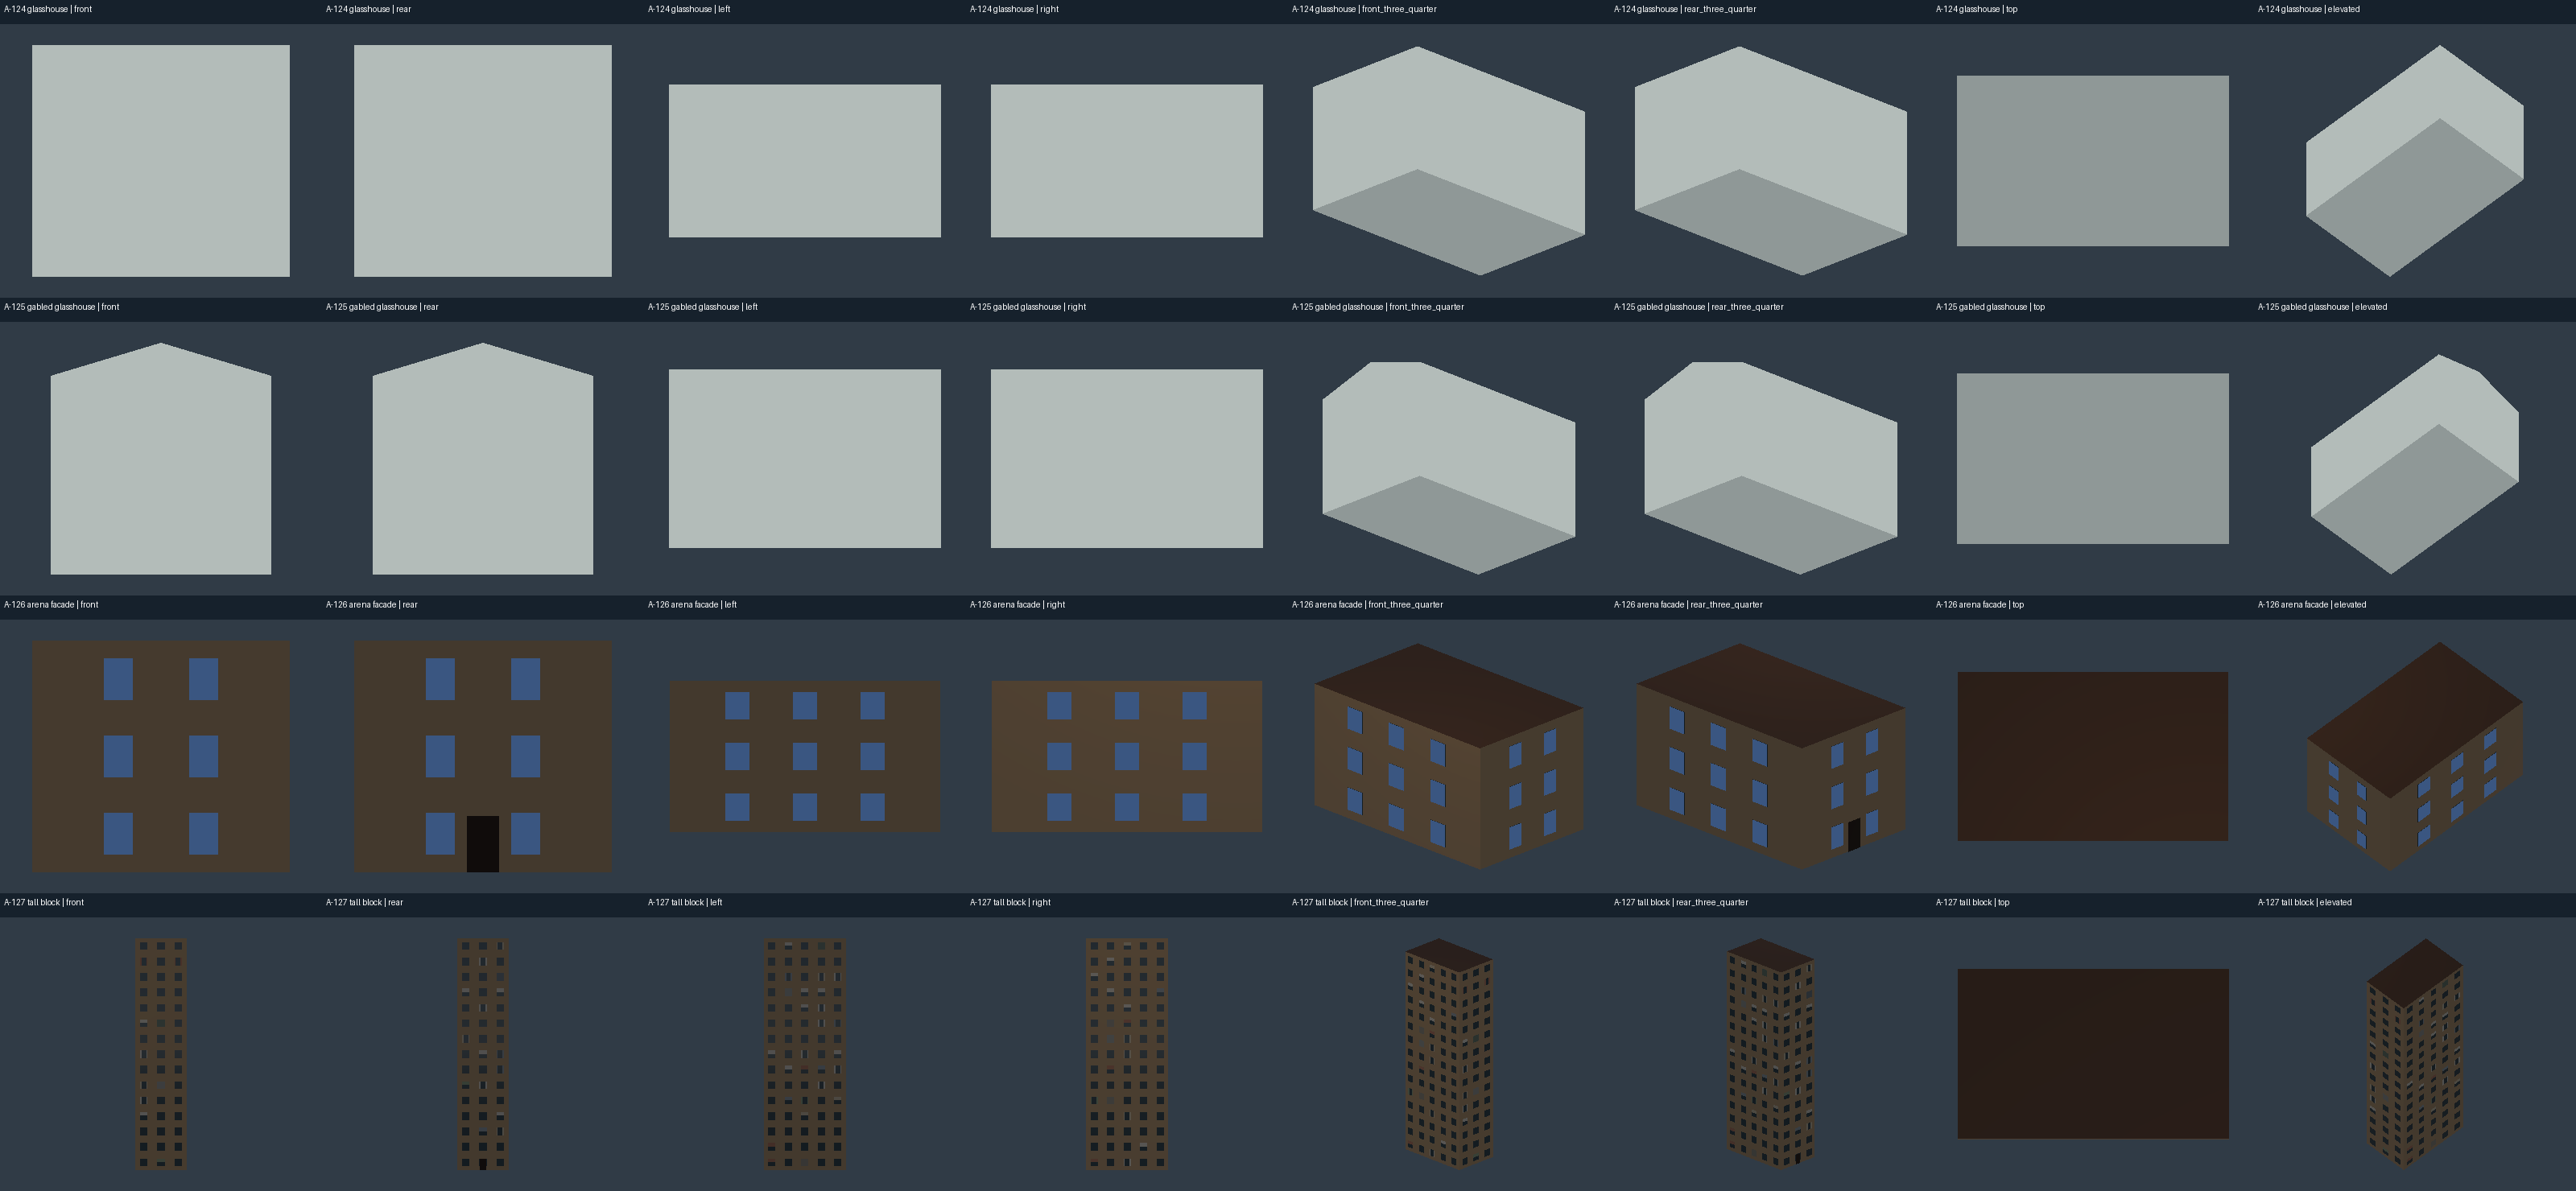 A-124 glasshouse | front
A-124 glasshouse | rear
A-124 glasshouse | left
A-124 glasshouse | right
A-124 glasshouse | front_three_quarter
A-124 glasshouse | rear_three_quarter
A-124 glasshouse | top
A-124 glasshouse | elevated
A-125 gabled glasshouse | front
A-125 gabled glasshouse | rear
A-125 gabled glasshouse | left
A-125 gabled glasshouse | right
A-125 gabled glasshouse | front_three_quarter
A-125 gabled glasshouse | rear_three_quarter
A-125 gabled glasshouse | top
A-125 gabled glasshouse | elevated
A-126 arena facade | front
A-126 arena facade | rear
A-126 arena facade | left
A-126 arena facade | right
A-126 arena facade | front_three_quarter
A-126 arena facade | rear_three_quarter
A-126 arena facade | top
A-126 arena facade | elevated
A-127 tall block | front
A-127 tall block | rear
A-127 tall block | left
A-127 tall block | right
A-127 tall block | front_three_quarter
A-127 tall block | rear_three_quarter
A-127 tall block | top
A-127 tall block | elevated